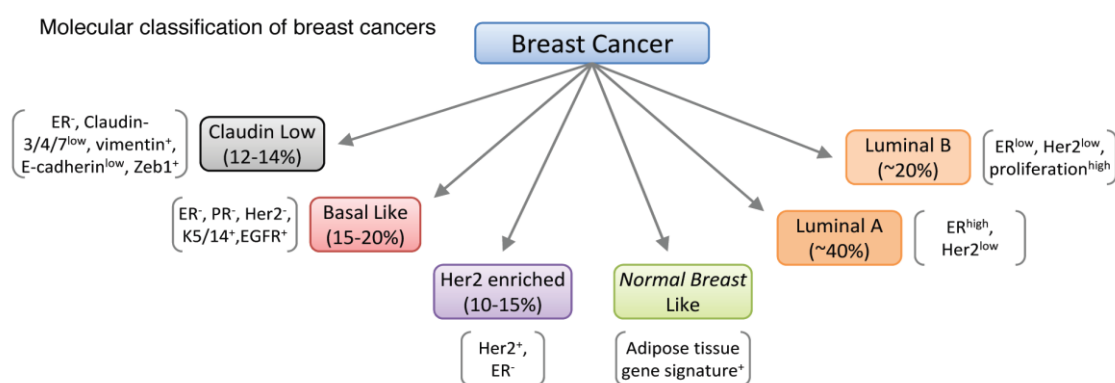 Molecular classification of breast cancers
Breast Cancer
ER⁻, Claudin-
3/4/7ˡᵒʷ, vimentin⁺,
E-cadherinˡᵒʷ, Zeb1⁺
Claudin Low
(12-14%)
ER⁻, PR⁻, Her2⁻,
K5/14⁺,EGFR⁺
Basal Like
(15-20%)
Her2 enriched
(10-15%)
Her2⁺,
ER⁻
Normal Breast
Like
Adipose tissue
gene signature⁺
Luminal A
(~40%)
ERʰⁱᵍʰ,
Her2ˡᵒʷ
Luminal B
(~20%)
ERˡᵒʷ, Her2ˡᵒʷ,
proliferationʰⁱᵍʰ